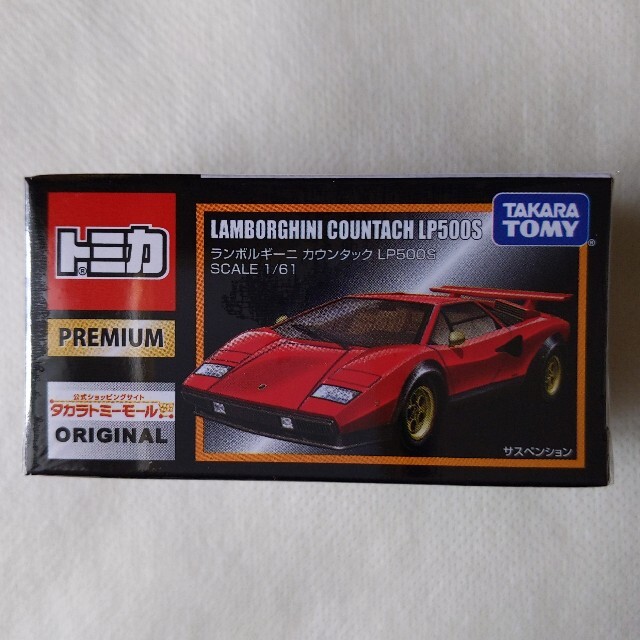 トミカ
®
PREMIUM
公式ショッピングサイト
タカラトミーモール
ORIGINAL
LAMBORGHINI COUNTACH LP500S
ランボルギーニ カウンタック LP500S
SCALE 1/61
TAKARA
TOMY
®
サスペンション